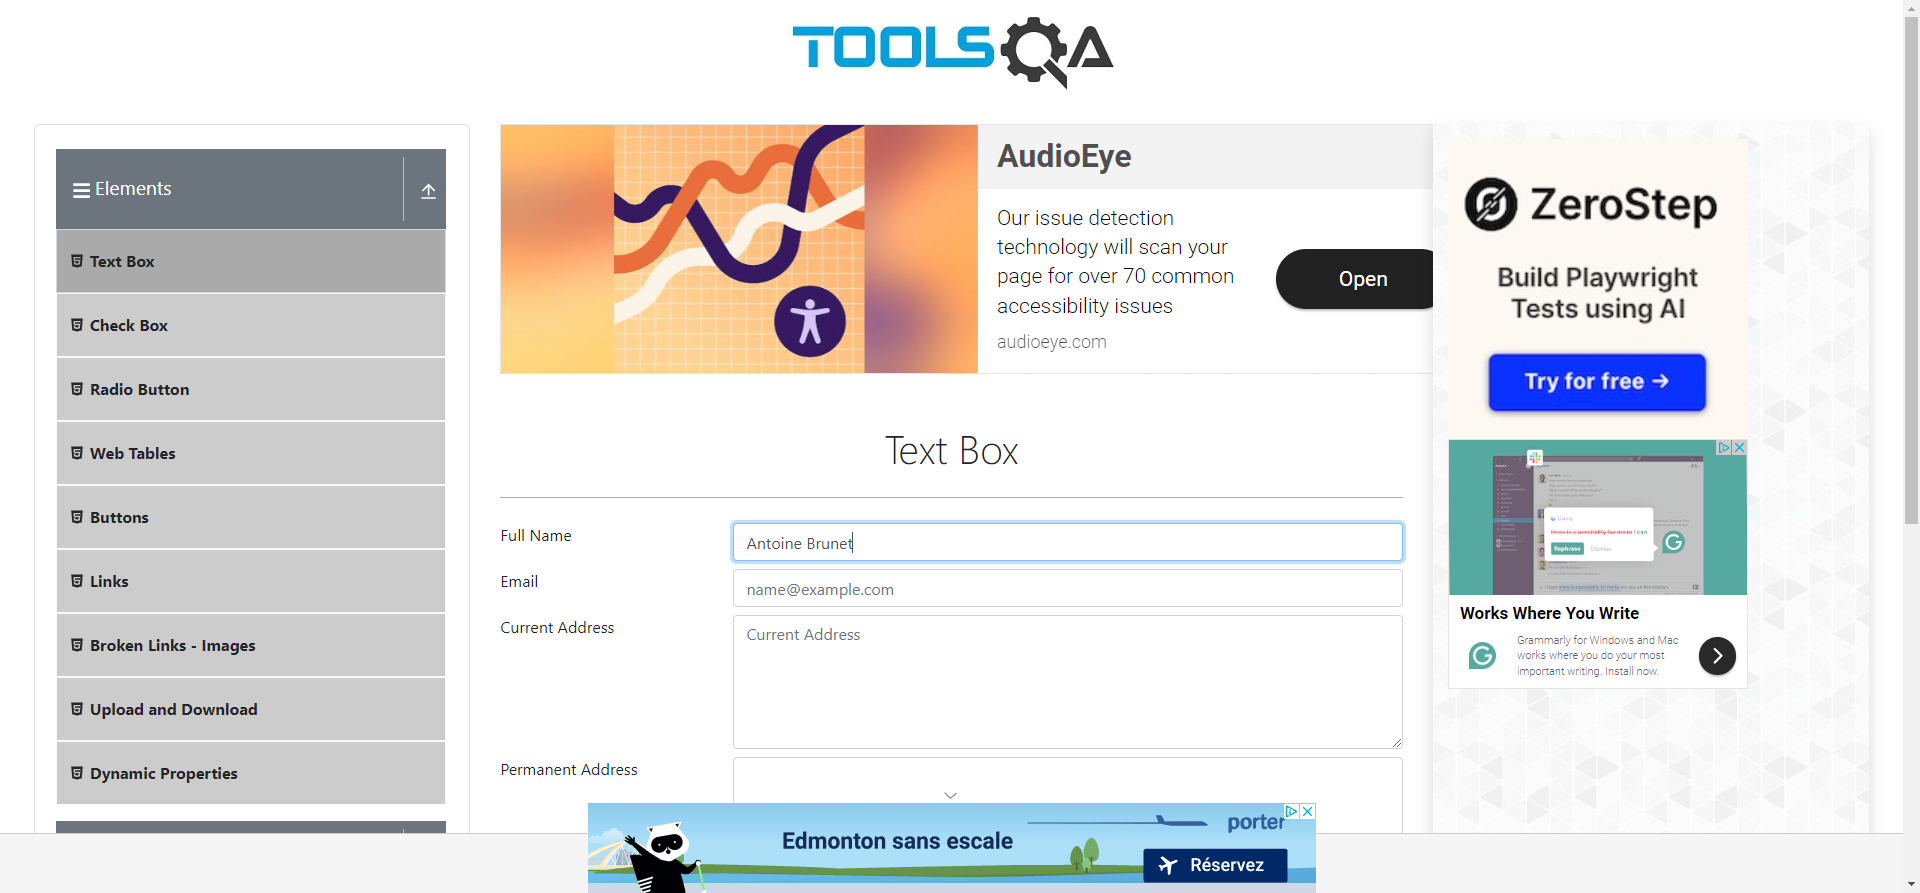 TOOLSQA
Elements
Text Box
Check Box
Radio Button
Web Tables
Buttons
Links
Broken Links - Images
Upload and Download
Dynamic Properties
AudioEye
Our issue detection
technology will scan your
page for over 70 common
accessibility issues
audioeye.com
Open
Text Box
Full Name
Antoine Brunet
Email
name@example.com
Current Address
Current Address
Permanent Address
ZeroStep
Build Playwright
Tests using AI
Try for free →
Rephrase
Dismiss
Works Where You Write
Grammarly for Windows and Mac
works where you do your most
important writing. Install now.
Edmonton sans escale
porter
Réservez